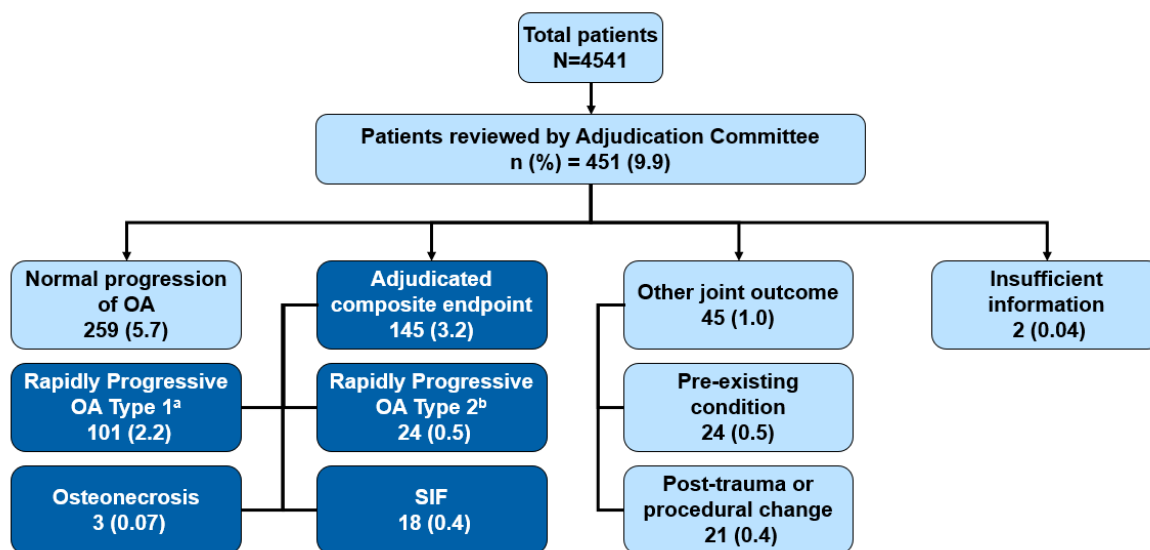 Total patients
N=4541
Patients reviewed by Adjudication Committee
n (%) = 451 (9.9)
Normal progression
of OA
259 (5.7)
Adjudicated
composite endpoint
145 (3.2)
Other joint outcome
45 (1.0)
Insufficient
information
2 (0.04)
Rapidly Progressive
OA Type 1ᵃ
101 (2.2)
Rapidly Progressive
OA Type 2ᵇ
24 (0.5)
Pre-existing
condition
24 (0.5)
Osteonecrosis
3 (0.07)
SIF
18 (0.4)
Post-trauma or
procedural change
21 (0.4)